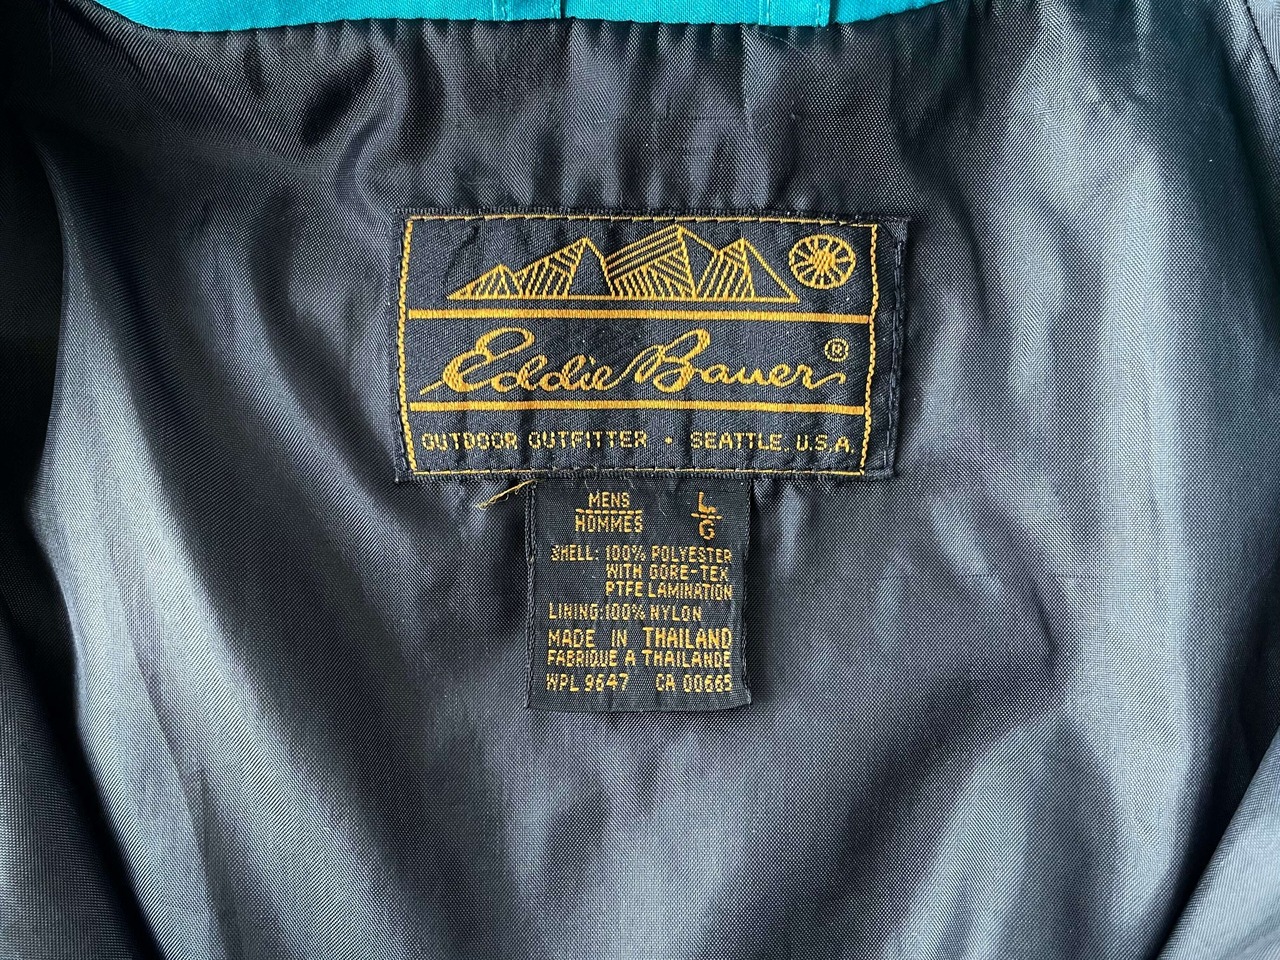 Eddie Bauer®
OUTDOOR OUTFITTER • SEATTLE, U.S.A.
MENS L
HOMMES G
SHELL: 100% POLYESTER
WITH GORE-TEX
PTFE LAMINATION
LINING: 100% NYLON
MADE IN THAILAND
FABRIQUE A THAILANDE
WPL 9647 CA 00665